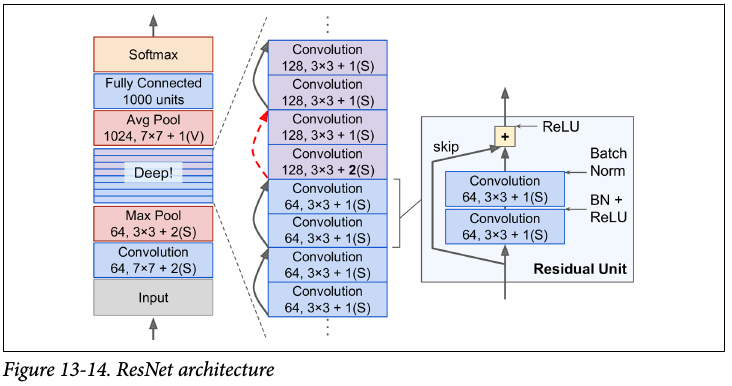 Softmax
Fully Connected
1000 units
Avg Pool
1024, 7×7 + 1(V)
Deep!
Max Pool
64, 3×3 + 2(S)
Convolution
64, 7×7 + 2(S)
Input
Convolution
128, 3×3 + 1(S)
Convolution
128, 3×3 + 1(S)
Convolution
128, 3×3 + 1(S)
Convolution
128, 3×3 + 2(S)
Convolution
64, 3×3 + 1(S)
Convolution
64, 3×3 + 1(S)
Convolution
64, 3×3 + 1(S)
Convolution
64, 3×3 + 1(S)
+
ReLU
skip
Batch
Norm
Convolution
64, 3×3 + 1(S)
BN +
ReLU
Convolution
64, 3×3 + 1(S)
Residual Unit
Figure 13-14. ResNet architecture